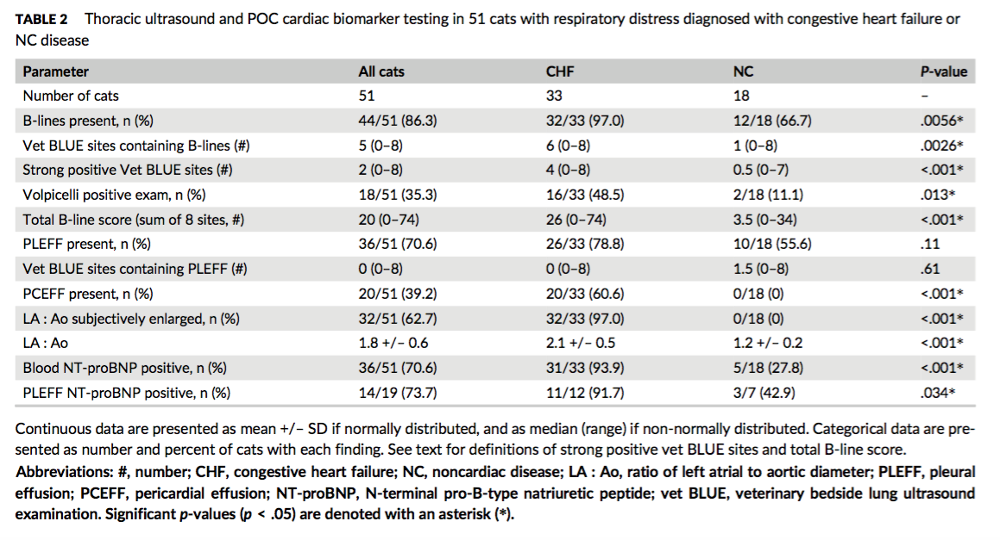 TABLE 2 Thoracic ultrasound and POC cardiac biomarker testing in 51 cats with respiratory distress diagnosed with congestive heart failure or
NC disease
Parameter All cats CHF NC P-value
Number of cats 51 33 18 –
B-lines present, n (%) 44/51 (86.3) 32/33 (97.0) 12/18 (66.7) .0056*
Vet BLUE sites containing B-lines (#) 5 (0–8) 6 (0–8) 1 (0–8) .0026*
Strong positive Vet BLUE sites (#) 2 (0–8) 4 (0–8) 0.5 (0–7) <.001*
Volpicelli positive exam, n (%) 18/51 (35.3) 16/33 (48.5) 2/18 (11.1) .013*
Total B-line score (sum of 8 sites, #) 20 (0–74) 26 (0–74) 3.5 (0–34) <.001*
PLEFF present, n (%) 36/51 (70.6) 26/33 (78.8) 10/18 (55.6) .11
Vet BLUE sites containing PLEFF (#) 0 (0–8) 0 (0–8) 1.5 (0–8) .61
PCEFF present, n (%) 20/51 (39.2) 20/33 (60.6) 0/18 (0) <.001*
LA : Ao subjectively enlarged, n (%) 32/51 (62.7) 32/33 (97.0) 0/18 (0) <.001*
LA : Ao 1.8 +/– 0.6 2.1 +/– 0.5 1.2 +/– 0.2 <.001*
Blood NT-proBNP positive, n (%) 36/51 (70.6) 31/33 (93.9) 5/18 (27.8) <.001*
PLEFF NT-proBNP positive, n (%) 14/19 (73.7) 11/12 (91.7) 3/7 (42.9) .034*
Continuous data are presented as mean +/– SD if normally distributed, and as median (range) if non-normally distributed. Categorical data are pre-
sented as number and percent of cats with each finding. See text for definitions of strong positive vet BLUE sites and total B-line score.
Abbreviations: #, number; CHF, congestive heart failure; NC, noncardiac disease; LA : Ao, ratio of left atrial to aortic diameter; PLEFF, pleural
effusion; PCEFF, pericardial effusion; NT-proBNP, N-terminal pro-B-type natriuretic peptide; vet BLUE, veterinary bedside lung ultrasound
examination. Significant p-values (p < .05) are denoted with an asterisk (*).